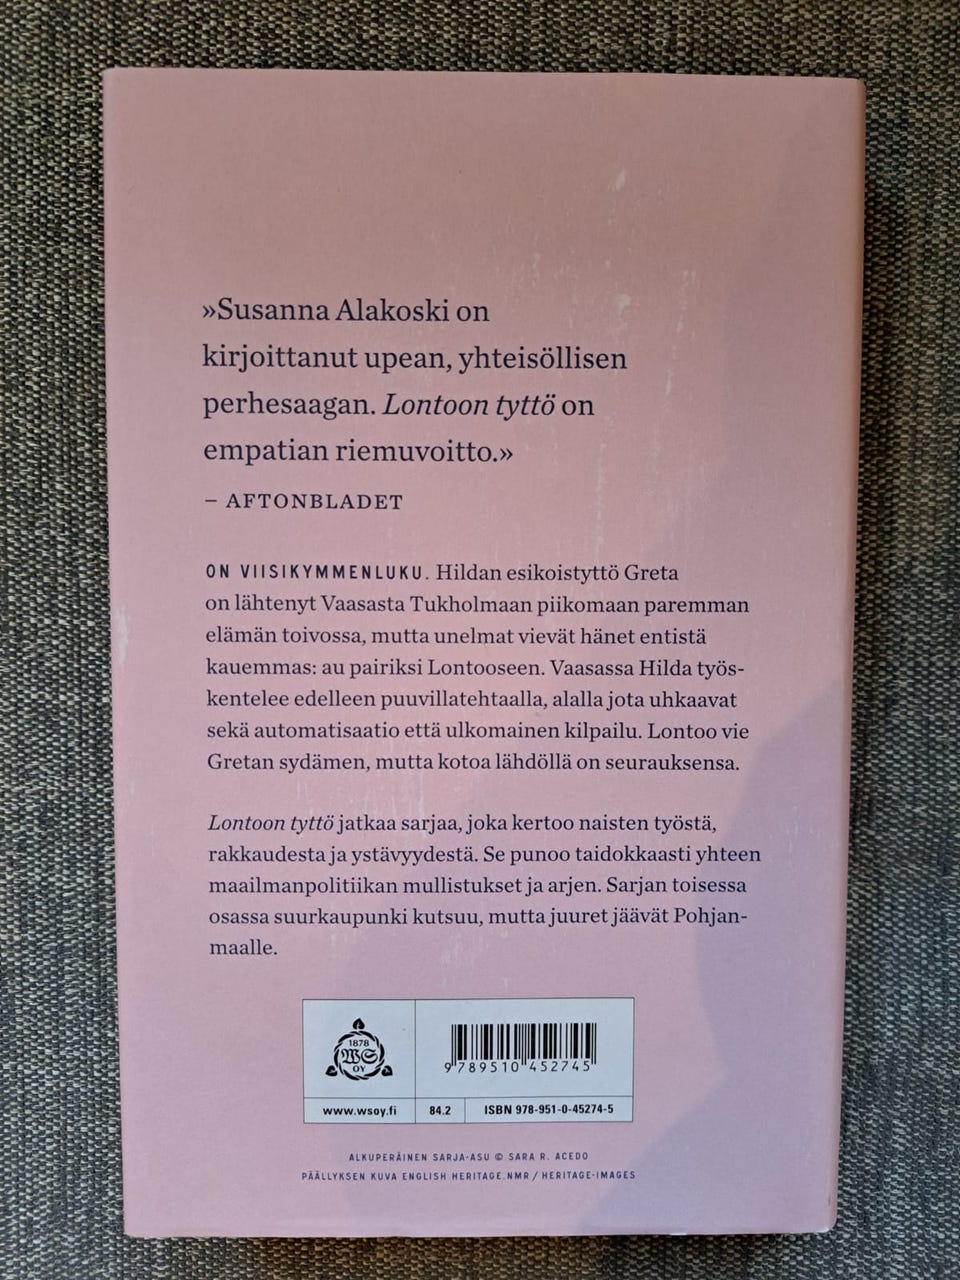 »Susanna Alakoski on
kirjoittanut upean, yhteisöllisen
perhesaagan. Lontoon tyttö on
empatian riemuvoitto.»
– AFTONBLADET
ON VIISIKYMMENLUKU. Hildan esikoistyttö Greta
on lähtenyt Vaasasta Tukholmaan piikomaan paremman
elämän toivossa, mutta unelmat vievät hänet entistä
kauemmas: au pairiksi Lontooseen. Vaasassa Hilda työs-
kentelee edelleen puuvillatehtaalla, alalla jota uhkaavat
sekä automatisaatio että ulkomainen kilpailu. Lontoo vie
Gretan sydämen, mutta kotoa lähdöllä on seurauksensa.
Lontoon tyttö jatkaa sarjaa, joka kertoo naisten työstä,
rakkaudesta ja ystävyydestä. Se punoo taidokkaasti yhteen
maailmanpolitiikan mullistukset ja arjen. Sarjan toisessa
osassa suurkaupunki kutsuu, mutta juuret jäävät Pohjan-
maalle.
1878
WS
OY
9 789510 452745
www.wsoy.fi 84.2 ISBN 978-951-0-45274-5
ALKUPERÄINEN SARJA-ASU © SARA R. ACEDO
PÄÄLLYKSEN KUVA ENGLISH HERITAGE.NMR / HERITAGE-IMAGES